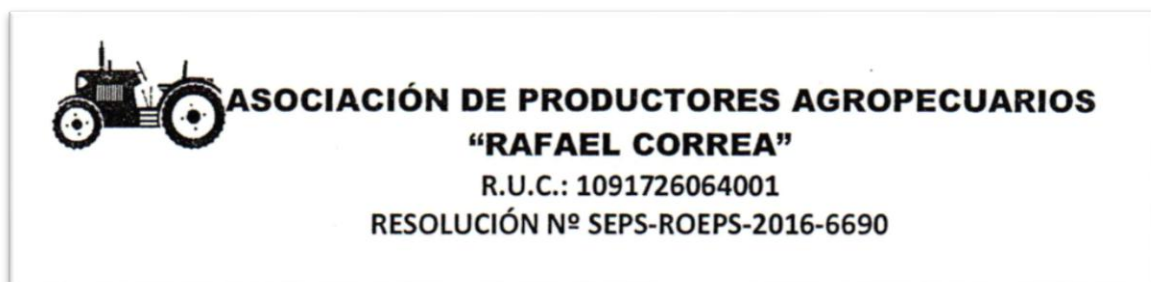 ASOCIACIÓN DE PRODUCTORES AGROPECUARIOS
“RAFAEL CORREA”
R.U.C.: 1091726064001
RESOLUCIÓN Nº SEPS-ROEPS-2016-6690